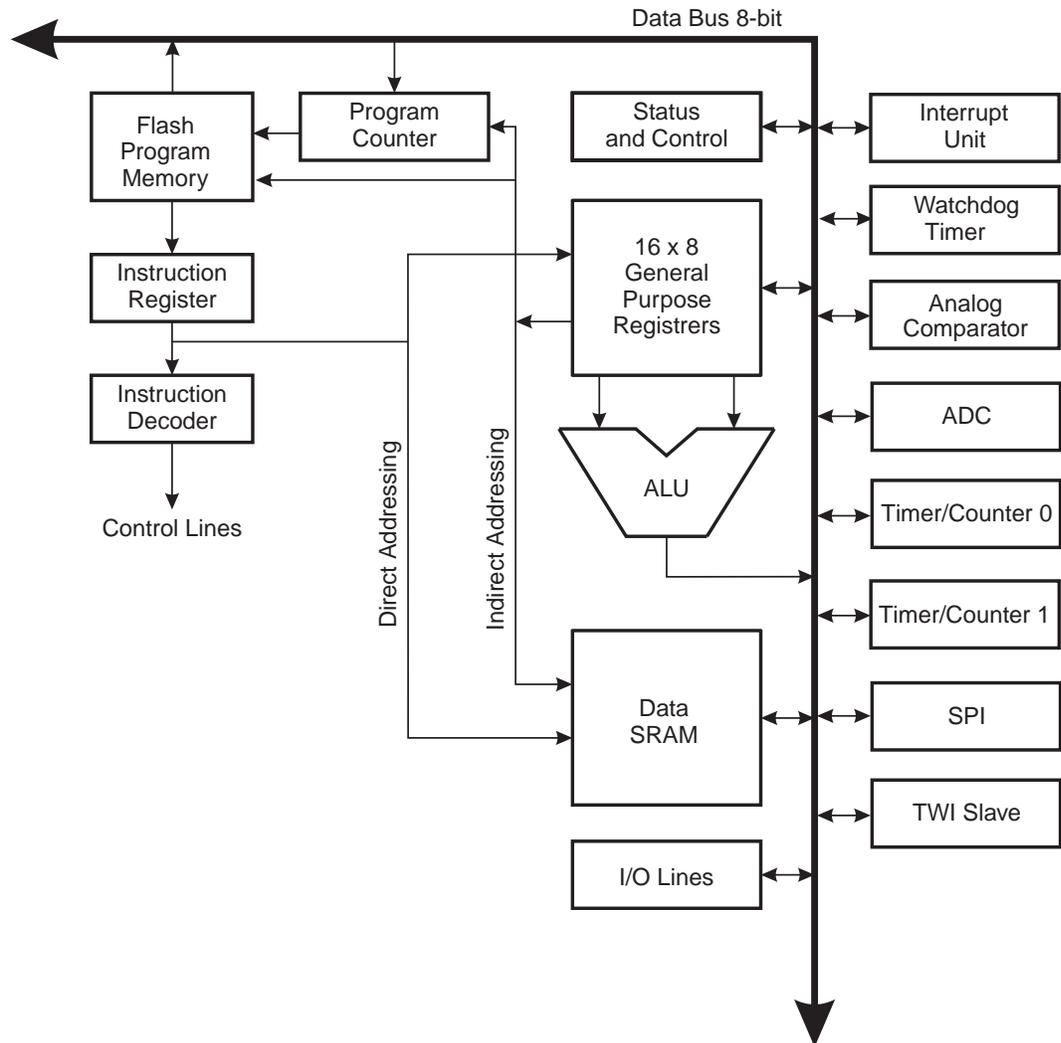 Data Bus 8-bit
Flash
Program
Memory
Program
Counter
Status
and Control
Interrupt
Unit
Watchdog
Timer
16 x 8
General
Purpose
Registrers
Instruction
Register
Analog
Comparator
Instruction
Decoder
ADC
Control Lines
Direct Addressing
Indirect Addressing
ALU
Timer/Counter 0
Timer/Counter 1
Data
SRAM
SPI
TWI Slave
I/O Lines